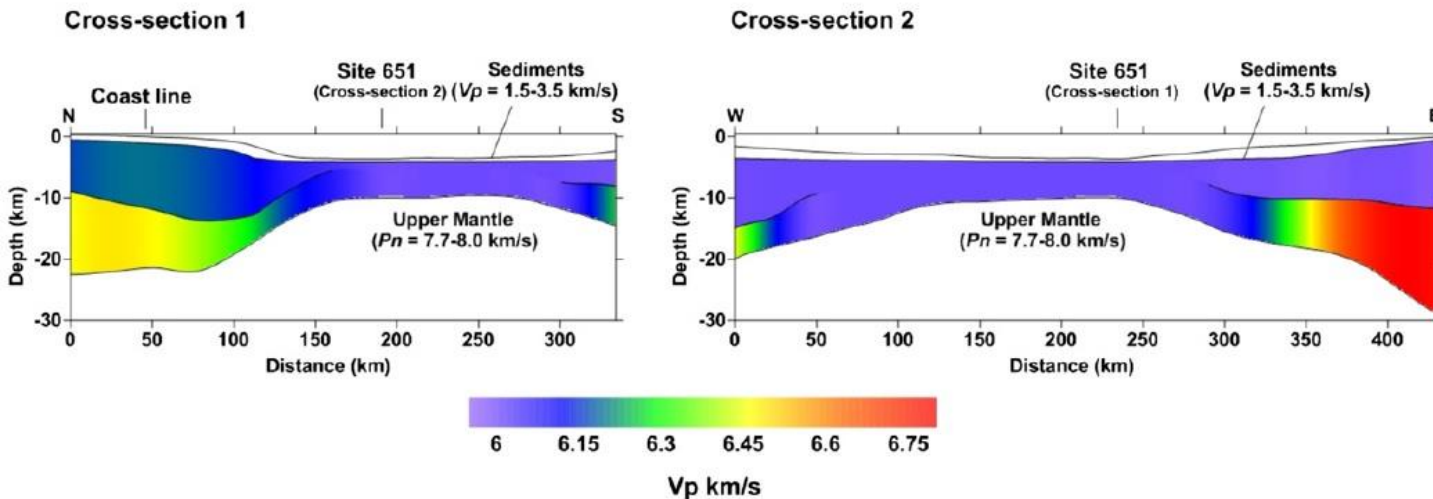 Cross-section 1
Cross-section 2
Site 651
(Cross-section 2)
Sediments
(Vp = 1.5-3.5 km/s)
Coast line
N
S
0
-10
-20
-30
Depth (km)
Upper Mantle
(Pn = 7.7-8.0 km/s)
0 50 100 150 200 250 300
Distance (km)
Site 651
(Cross-section 1)
Sediments
(Vp = 1.5-3.5 km/s)
W
0
-10
-20
-30
Depth (km)
Upper Mantle
(Pn = 7.7-8.0 km/s)
0 50 100 150 200 250 300 350 400
Distance (km)
6 6.15 6.3 6.45 6.6 6.75
Vp km/s